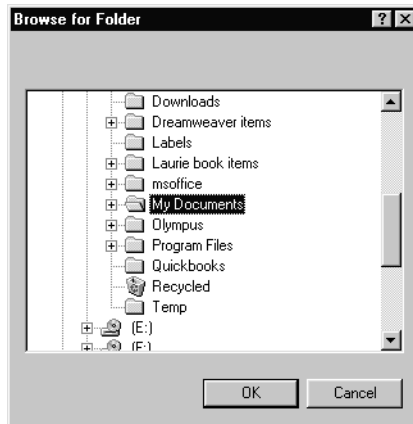 Browse for Folder
Downloads
Dreamweaver items
Labels
Laurie book items
msoffice
My Documents
Olympus
Program Files
Quickbooks
Recycled
Temp
(E:)
OK Cancel